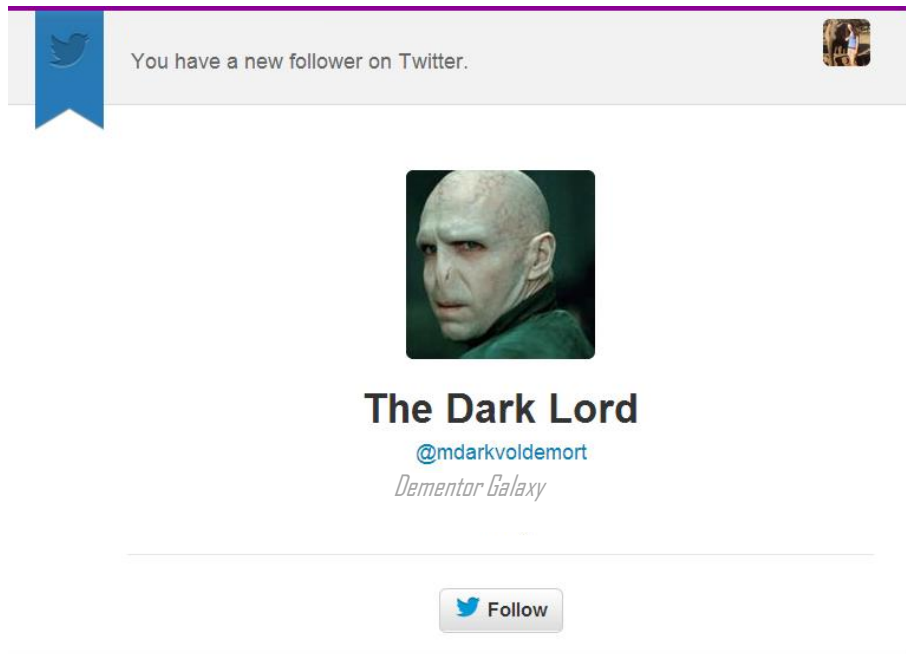 You have a new follower on Twitter.
The Dark Lord
@mdarkvoldemort
Dementor Galaxy
Follow